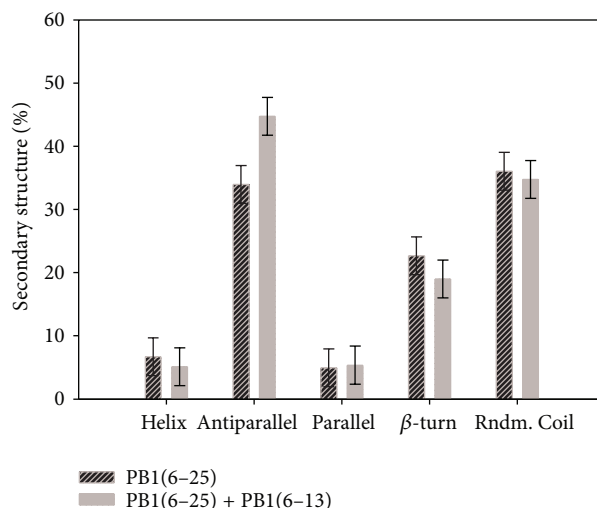 60
50
40
30
20
10
0
Secondary structure (%)
Helix Antiparallel Parallel β-turn Rndm. Coil
PB1(6–25)
PB1(6–25) + PB1(6–13)